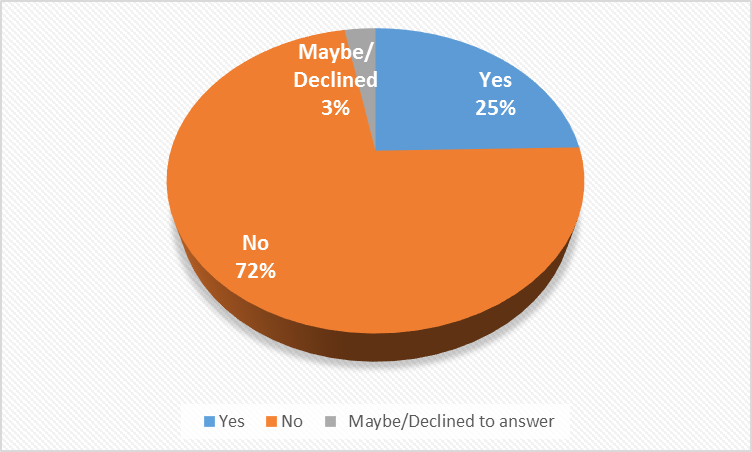 Maybe/
Declined
3%
Yes
25%
No
72%
Yes No Maybe/Declined to answer